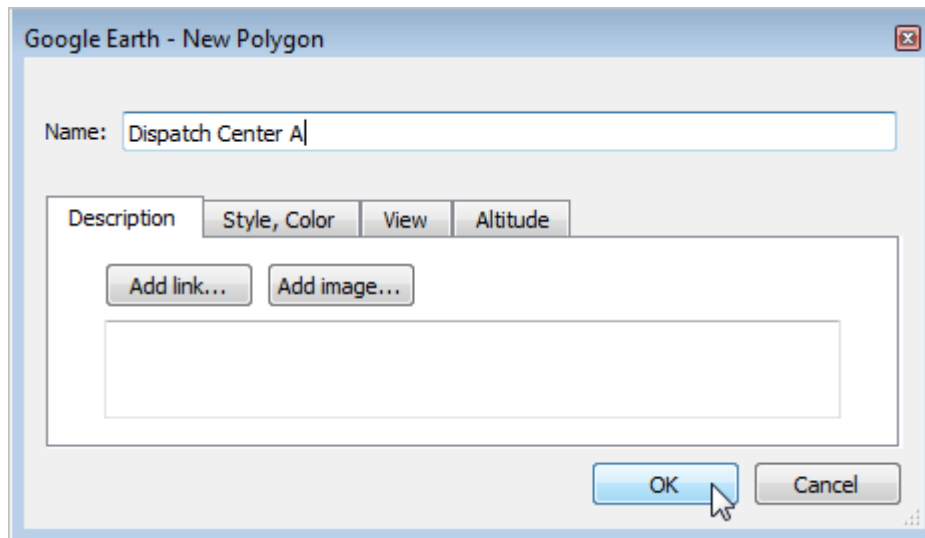 Google Earth - New Polygon
Name: Dispatch Center A
Description Style, Color View Altitude
Add link... Add image...
OK Cancel